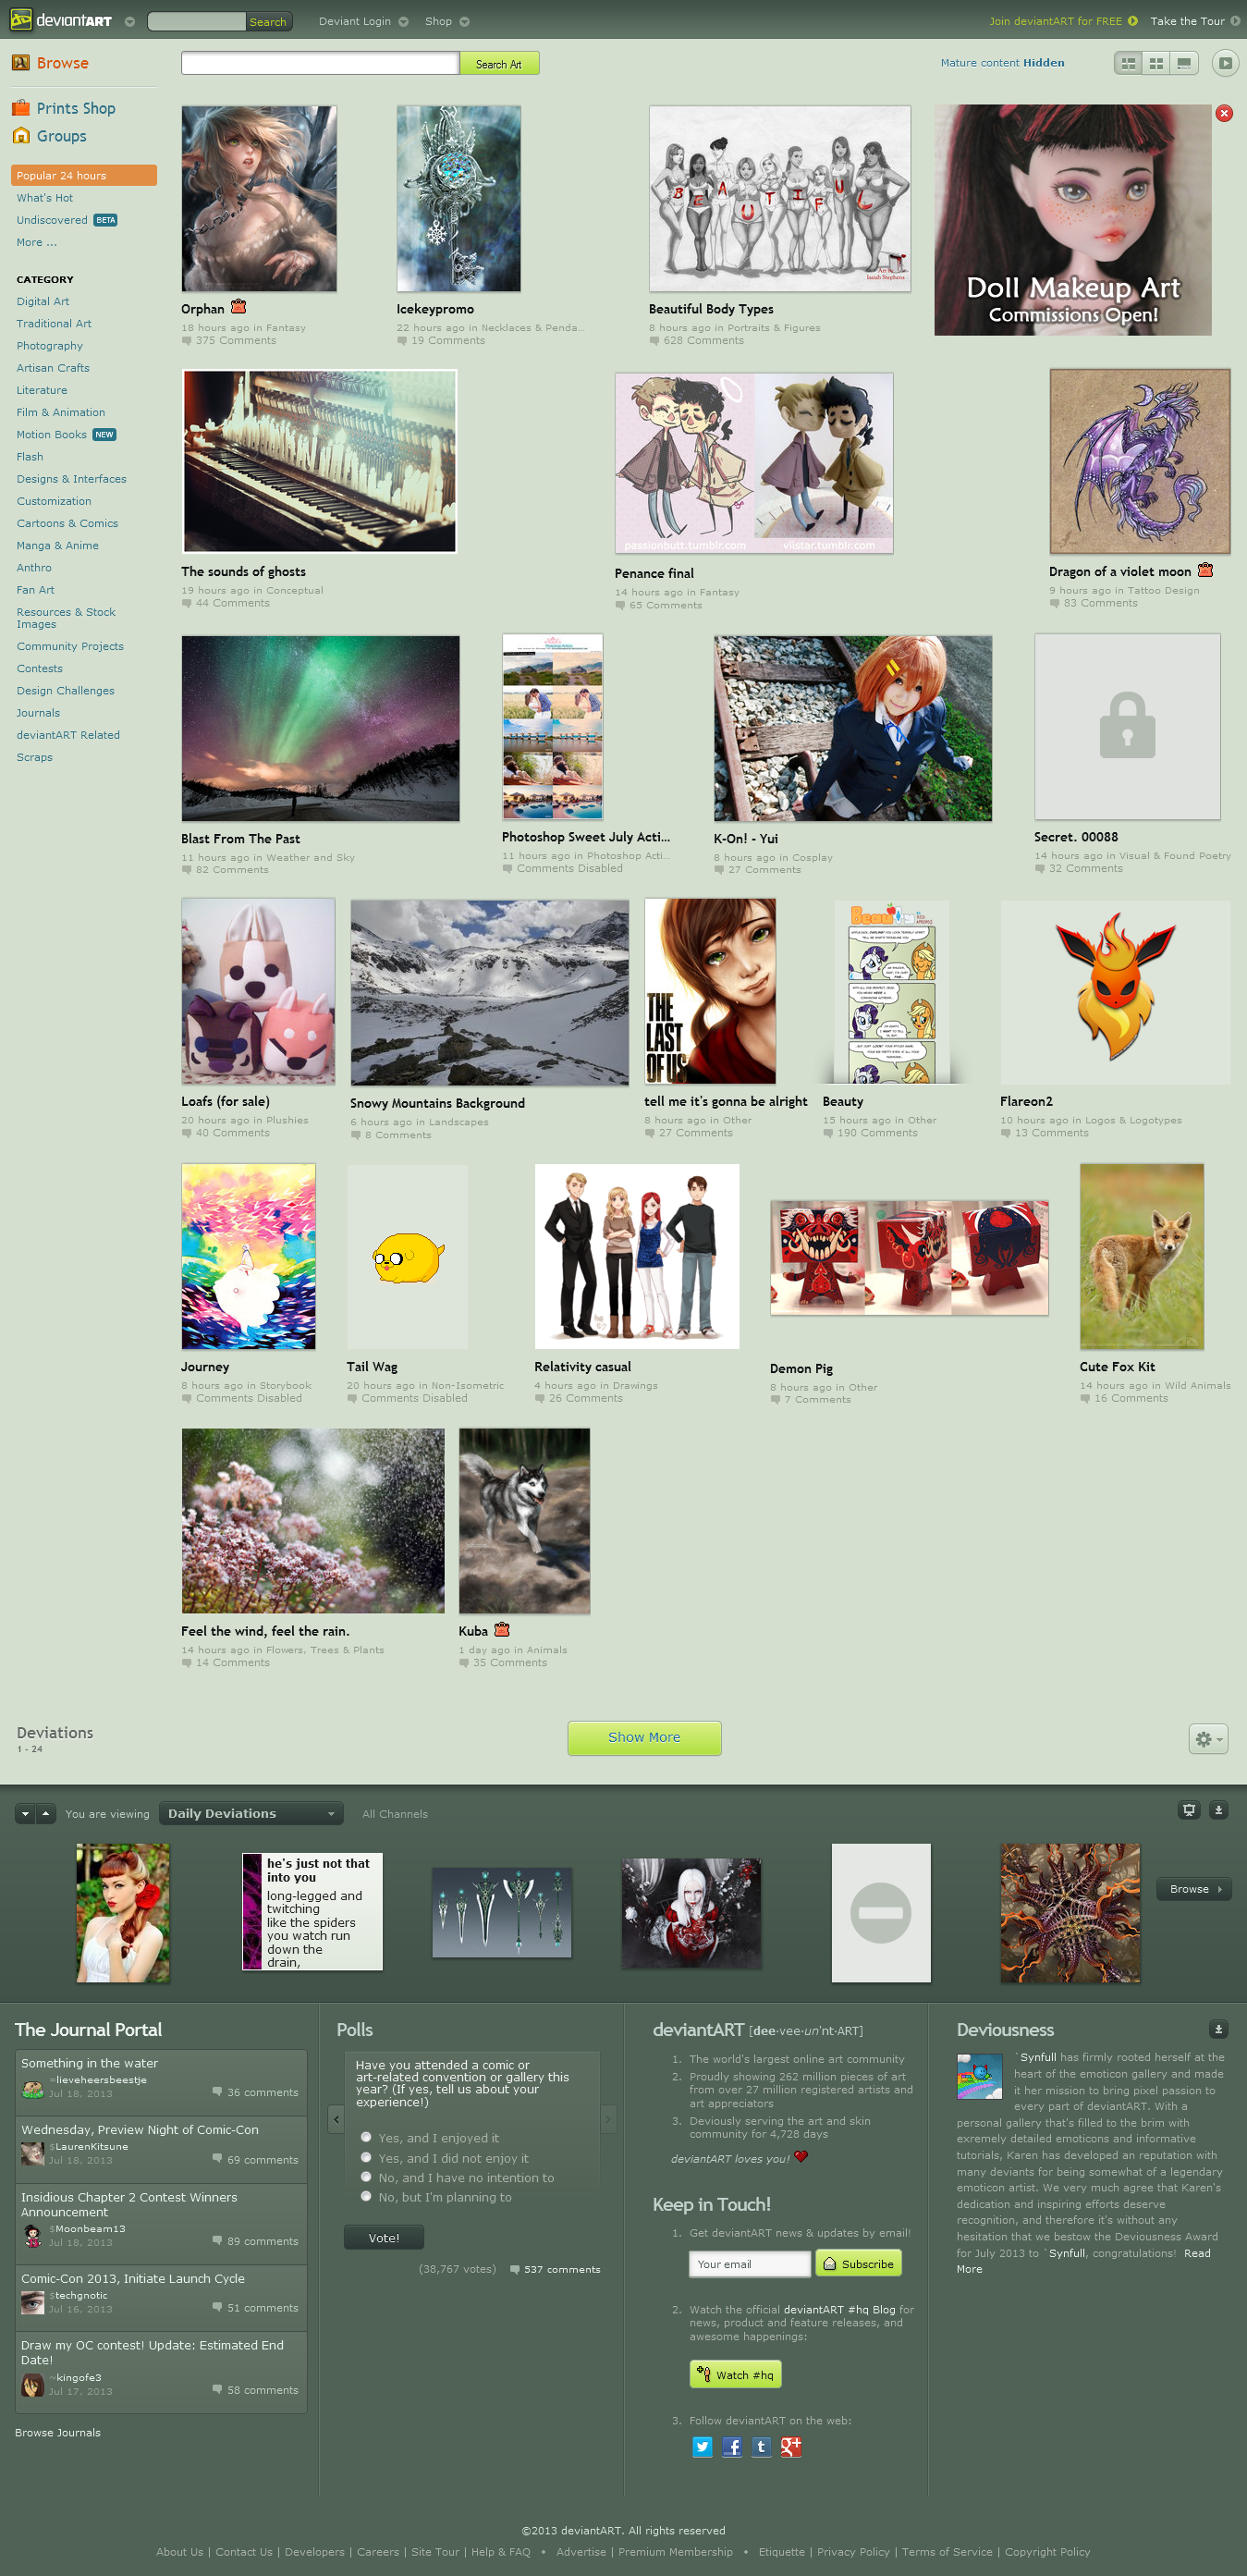 deviantART
Search
Deviant Login
Shop
Join deviantART for FREE
Take the Tour
Browse
Prints Shop
Groups
Search Art
Mature content Hidden
Popular 24 hours
What's Hot
Undiscovered BETA
More ...
CATEGORY
Digital Art
Traditional Art
Photography
Artisan Crafts
Literature
Film & Animation
Motion Books NEW
Flash
Designs & Interfaces
Customization
Cartoons & Comics
Manga & Anime
Anthro
Fan Art
Resources & Stock
Images
Community Projects
Contests
Design Challenges
Journals
deviantART Related
Scraps
Orphan
18 hours ago in Fantasy
375 Comments
Icekeypromo
22 hours ago in Necklaces & Penda...
19 Comments
BEAUTIFUL
Art by
Isaiah Stephens
Beautiful Body Types
8 hours ago in Portraits & Figures
628 Comments
Doll Makeup Art
Commissions Open!
The sounds of ghosts
19 hours ago in Conceptual
44 Comments
passionbutt.tumblr.com
viistar.tumblr.com
Penance final
14 hours ago in Fantasy
65 Comments
Dragon of a violet moon
9 hours ago in Tattoo Design
83 Comments
Blast From The Past
11 hours ago in Weather and Sky
82 Comments
Photoshop Sweet July Acti...
11 hours ago in Photoshop Acti...
Comments Disabled
K-On! - Yui
8 hours ago in Cosplay
27 Comments
Secret. 00088
14 hours ago in Visual & Found Poetry
32 Comments
Loafs (for sale)
20 hours ago in Plushies
40 Comments
Snowy Mountains Background
6 hours ago in Landscapes
8 Comments
THE
LAST
OF US
tell me it's gonna be alright
8 hours ago in Other
27 Comments
Beauty
15 hours ago in Other
190 Comments
Flareon2
10 hours ago in Logos & Logotypes
13 Comments
Journey
8 hours ago in Storybook
Comments Disabled
Tail Wag
20 hours ago in Non-Isometric
Comments Disabled
Relativity casual
4 hours ago in Drawings
26 Comments
Demon Pig
8 hours ago in Other
7 Comments
Cute Fox Kit
14 hours ago in Wild Animals
16 Comments
Feel the wind, feel the rain.
14 hours ago in Flowers, Trees & Plants
14 Comments
Kuba
1 day ago in Animals
35 Comments
Deviations
1 - 24
Show More
You are viewing
Daily Deviations
All Channels
he's just not that
into you
long-legged and
twitching
like the spiders
you watch run
down the
drain,
Browse
The Journal Portal
Something in the water
=lieveheersbeestje
Jul 18, 2013
36 comments
Wednesday, Preview Night of Comic-Con
$LaurenKitsune
Jul 18, 2013
69 comments
Insidious Chapter 2 Contest Winners
Announcement
$Moonbeam13
Jul 18, 2013
89 comments
Comic-Con 2013, Initiate Launch Cycle
$techgnotic
Jul 16, 2013
51 comments
Draw my OC contest! Update: Estimated End
Date!
~kingofe3
Jul 17, 2013
58 comments
Browse Journals
Polls
Have you attended a comic or
art-related convention or gallery this
year? (If yes, tell us about your
experience!)
Yes, and I enjoyed it
Yes, and I did not enjoy it
No, and I have no intention to
No, but I'm planning to
Vote!
(38,767 votes)
537 comments
deviantART [dee·vee·un'nt·ART]
1. The world's largest online art community
2. Proudly showing 262 million pieces of art
from over 27 million registered artists and
art appreciators
3. Deviously serving the art and skin
community for 4,728 days
deviantART loves you!
Keep in Touch!
1. Get deviantART news & updates by email!
Your email
Subscribe
2. Watch the official deviantART #hq Blog for
news, product and feature releases, and
awesome happenings:
Watch #hq
3. Follow deviantART on the web:
Deviousness
`Synfull has firmly rooted herself at the
heart of the emoticon gallery and made
it her mission to bring pixel passion to
every part of deviantART. With a
personal gallery that's filled to the brim with
exremely detailed emoticons and informative
tutorials, Karen has developed an reputation with
many deviants for being somewhat of a legendary
emoticon artist. We very much agree that Karen's
dedication and inspiring efforts deserve
recognition, and therefore it's without any
hesitation that we bestow the Deviousness Award
for July 2013 to `Synfull, congratulations! Read
More
©2013 deviantART. All rights reserved
About Us | Contact Us | Developers | Careers | Site Tour | Help & FAQ • Advertise | Premium Membership • Etiquette | Privacy Policy | Terms of Service | Copyright Policy